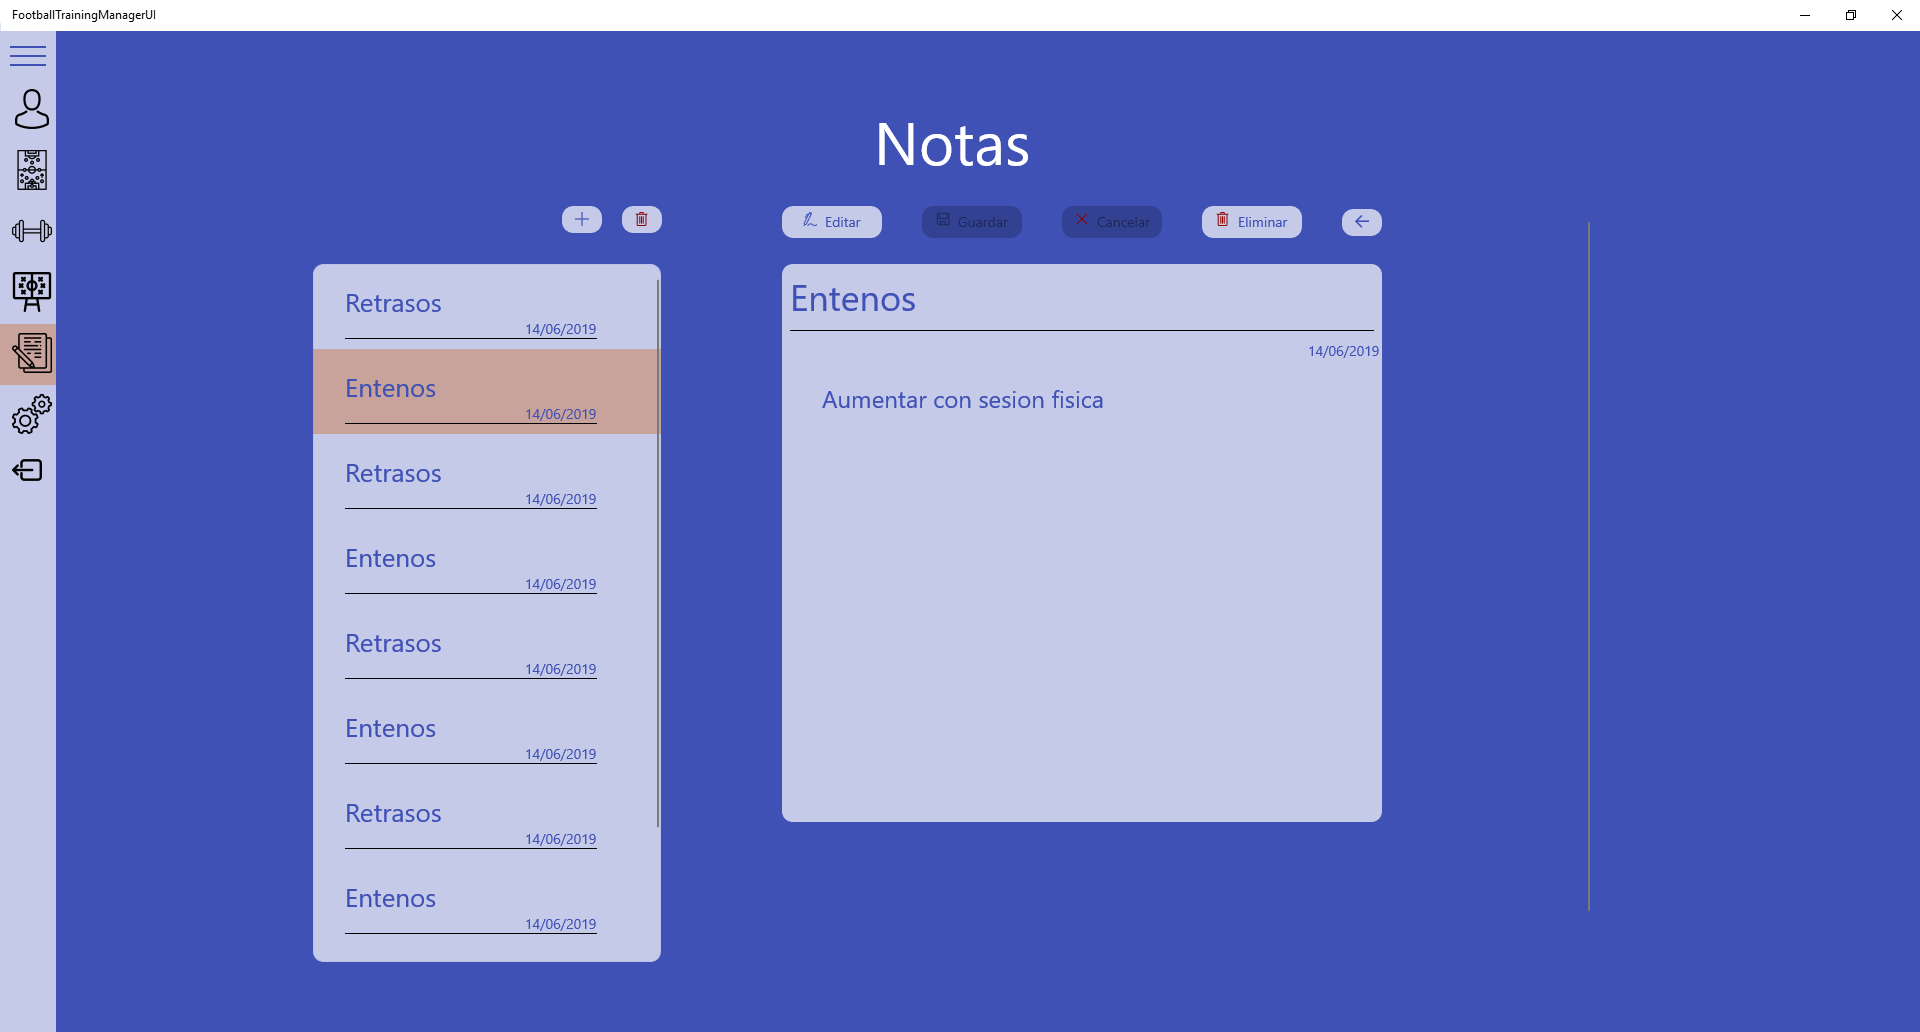 FootballTrainingManagerUI
Notas
Editar
Guardar
Cancelar
Eliminar
Retrasos
14/06/2019
Entenos
14/06/2019
Retrasos
14/06/2019
Entenos
14/06/2019
Retrasos
14/06/2019
Entenos
14/06/2019
Retrasos
14/06/2019
Entenos
14/06/2019
Entenos
14/06/2019
Aumentar con sesion fisica